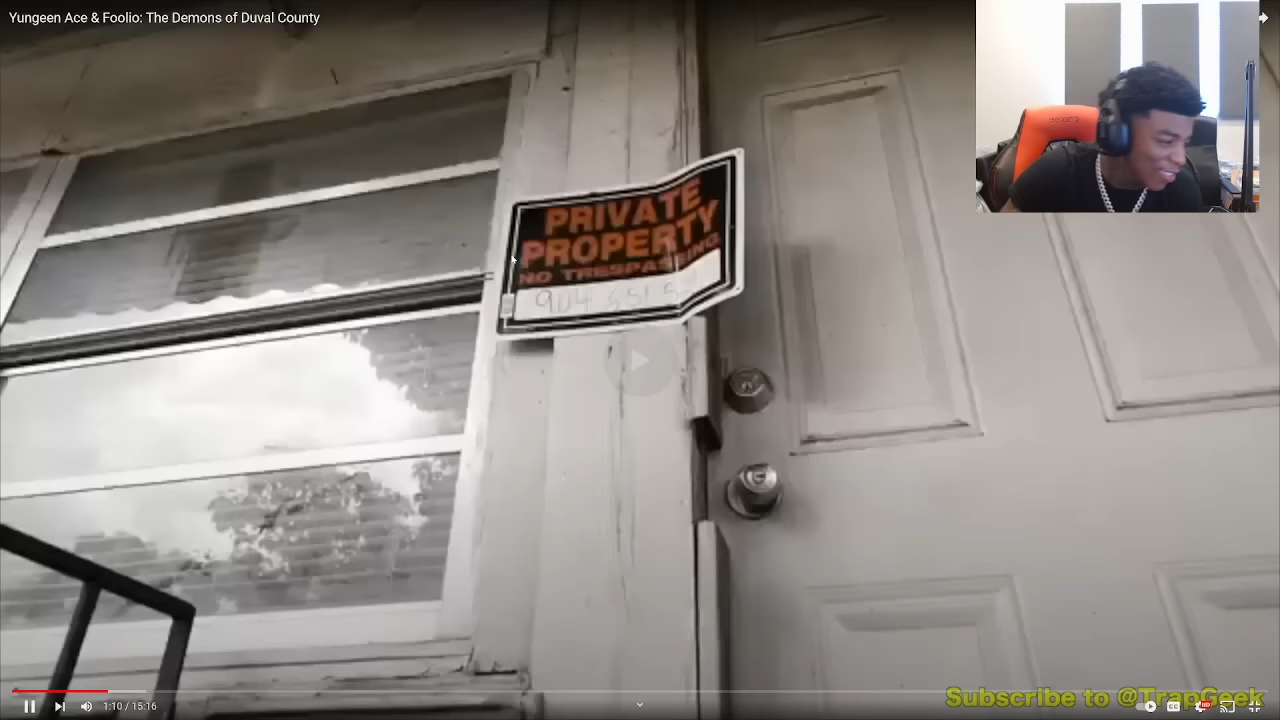 Yungeen Ace & Foolio: The Demons of Duval County
PRIVATE
PROPERTY
NO TRESPASSING
904
1:10 / 15:16
Subscribe to @TrapGeek